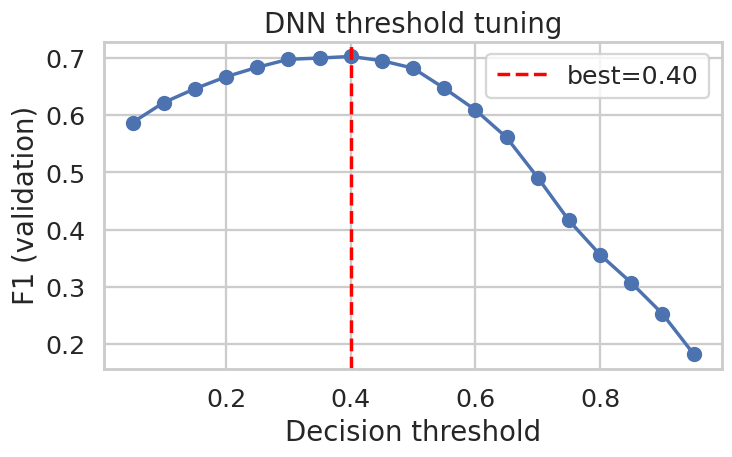 DNN threshold tuning
best=0.40
F1 (validation)
0.7
0.6
0.5
0.4
0.3
0.2
0.2 0.4 0.6 0.8
Decision threshold